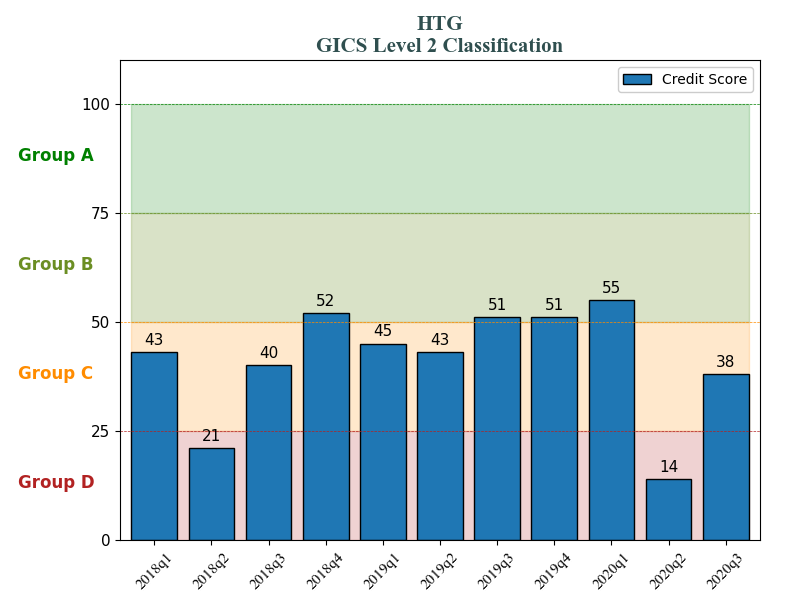 HTG
GICS Level 2 Classification
Credit Score
100
Group A
75
Group B
55
52
51
51
50
45
43
43
40
38
Group C
25
21
14
Group D
0
2018q1
2018q2
2018q3
2018q4
2019q1
2019q2
2019q3
2019q4
2020q1
2020q2
2020q3